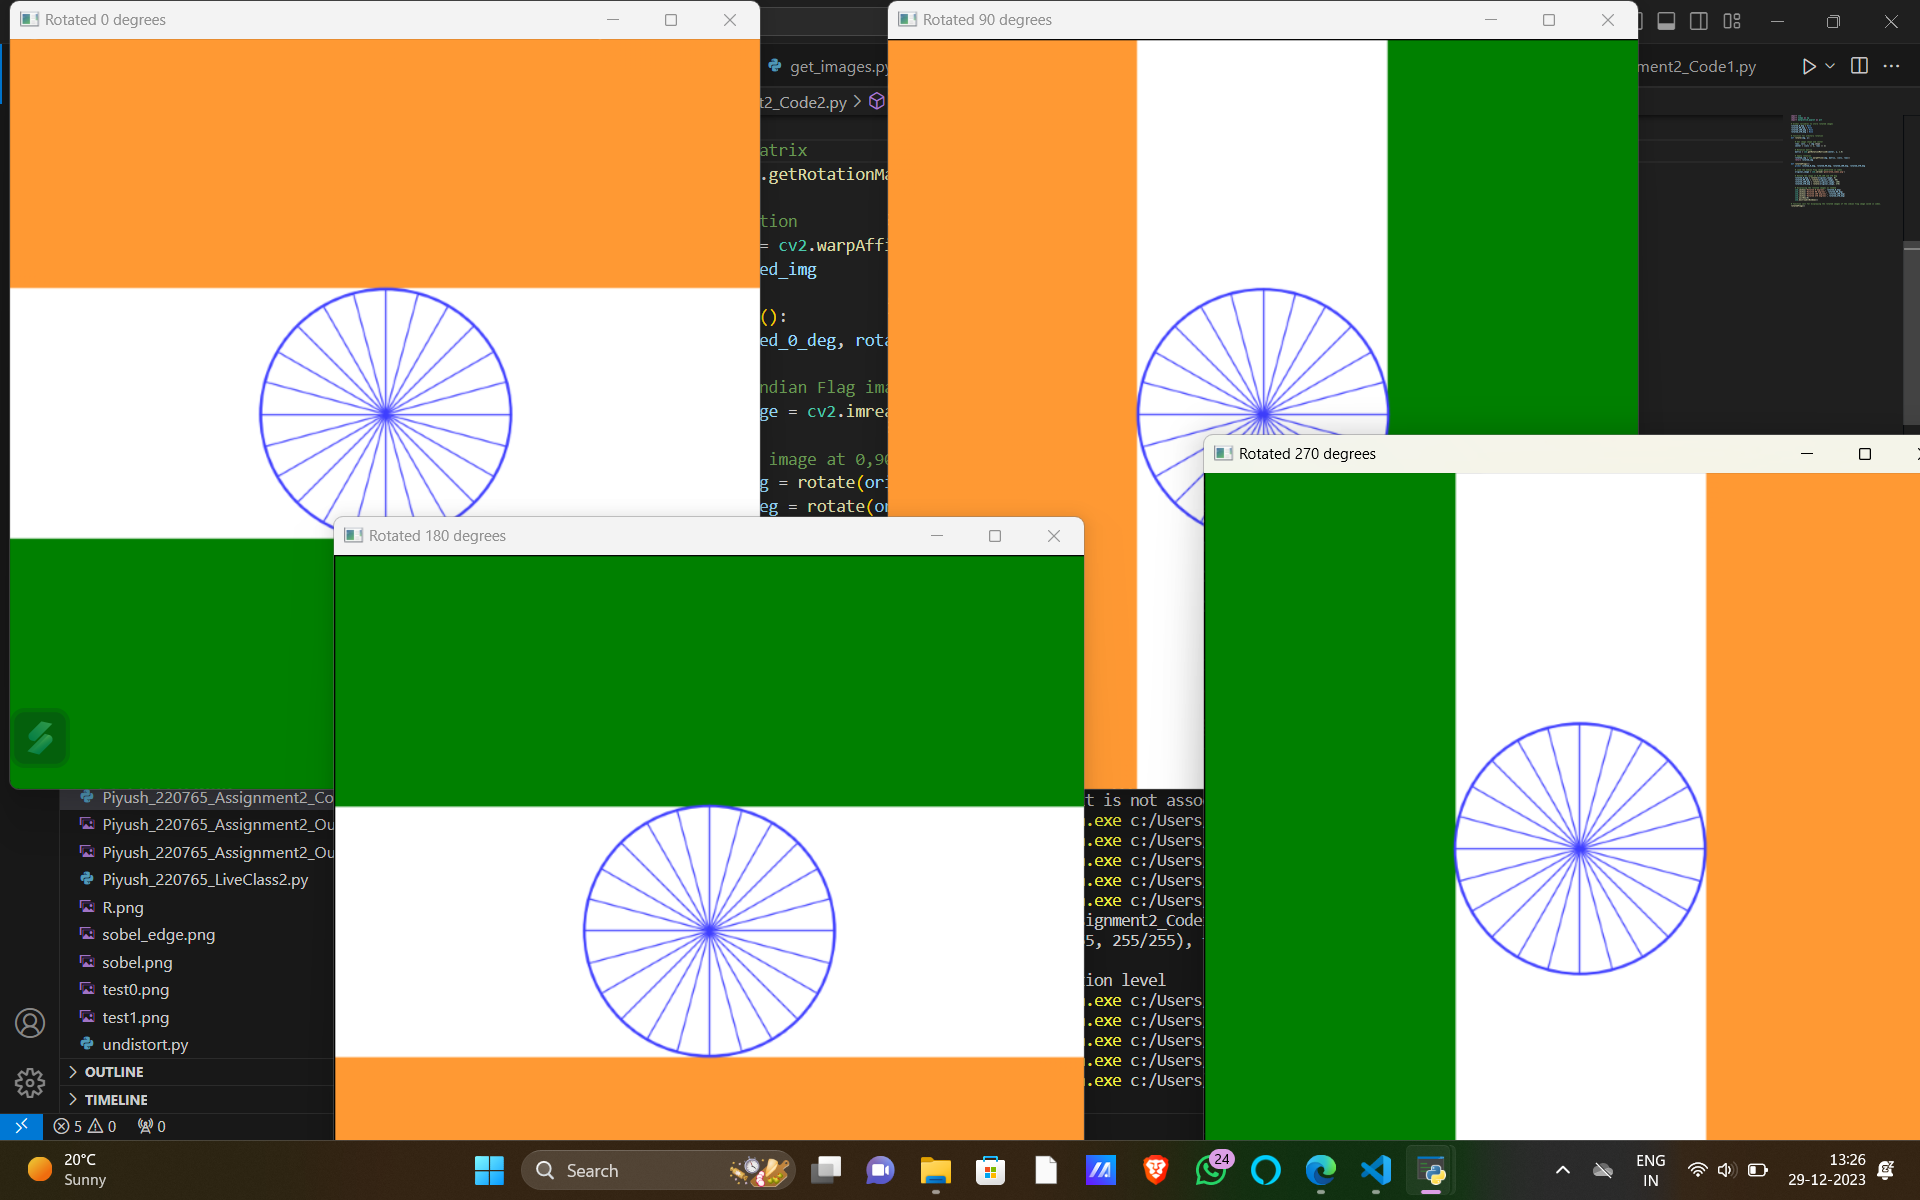 Rotated 0 degrees
Rotated 90 degrees
get_images.py
ment2_Code1.py
t2_Code2.py
atrix
.getRotationMa
tion
= cv2.warpAffi
ed_img
():
ed_0_deg, rota
ndian Flag ima
ge = cv2.imrea
image at 0,90
g = rotate(ori
eg = rotate(or
Rotated 270 degrees
Rotated 180 degrees
Piyush_220765_Assignment2_Co
Piyush_220765_Assignment2_Ou
Piyush_220765_Assignment2_Ou
Piyush_220765_LiveClass2.py
R.png
sobel_edge.png
sobel.png
test0.png
test1.png
undistort.py
OUTLINE
TIMELINE
5 0 0
t is not asso
.exe c:/Users
.exe c:/Users
.exe c:/Users
.exe c:/Users
.exe c:/Users
ignment2_Code
5, 255/255),
ion level
.exe c:/Users
.exe c:/Users
.exe c:/Users
.exe c:/Users
.exe c:/Users
20°C
Sunny
Search
24
ENG
IN
13:26
29-12-2023